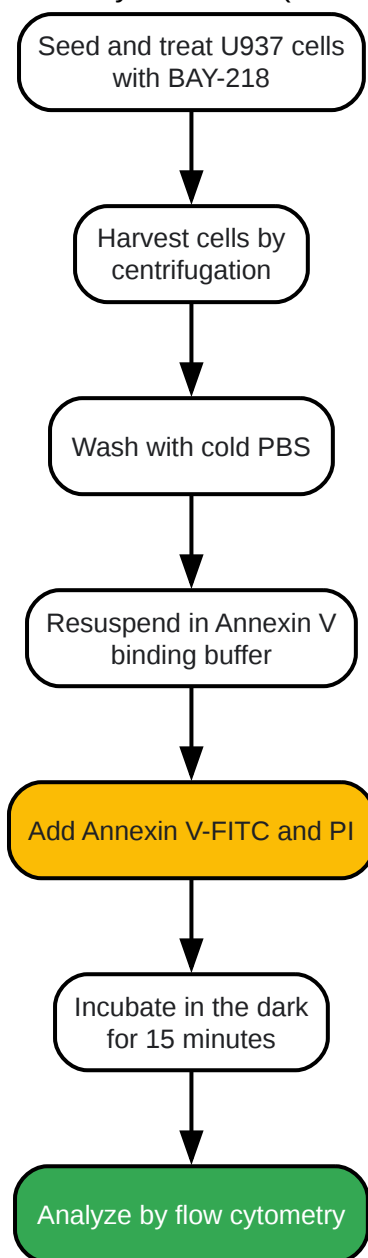 Seed and treat U937 cells
with BAY-218
Harvest cells by
centrifugation
Wash with cold PBS
Resuspend in Annexin V
binding buffer
Add Annexin V-FITC and PI
Incubate in the dark
for 15 minutes
Analyze by flow cytometry